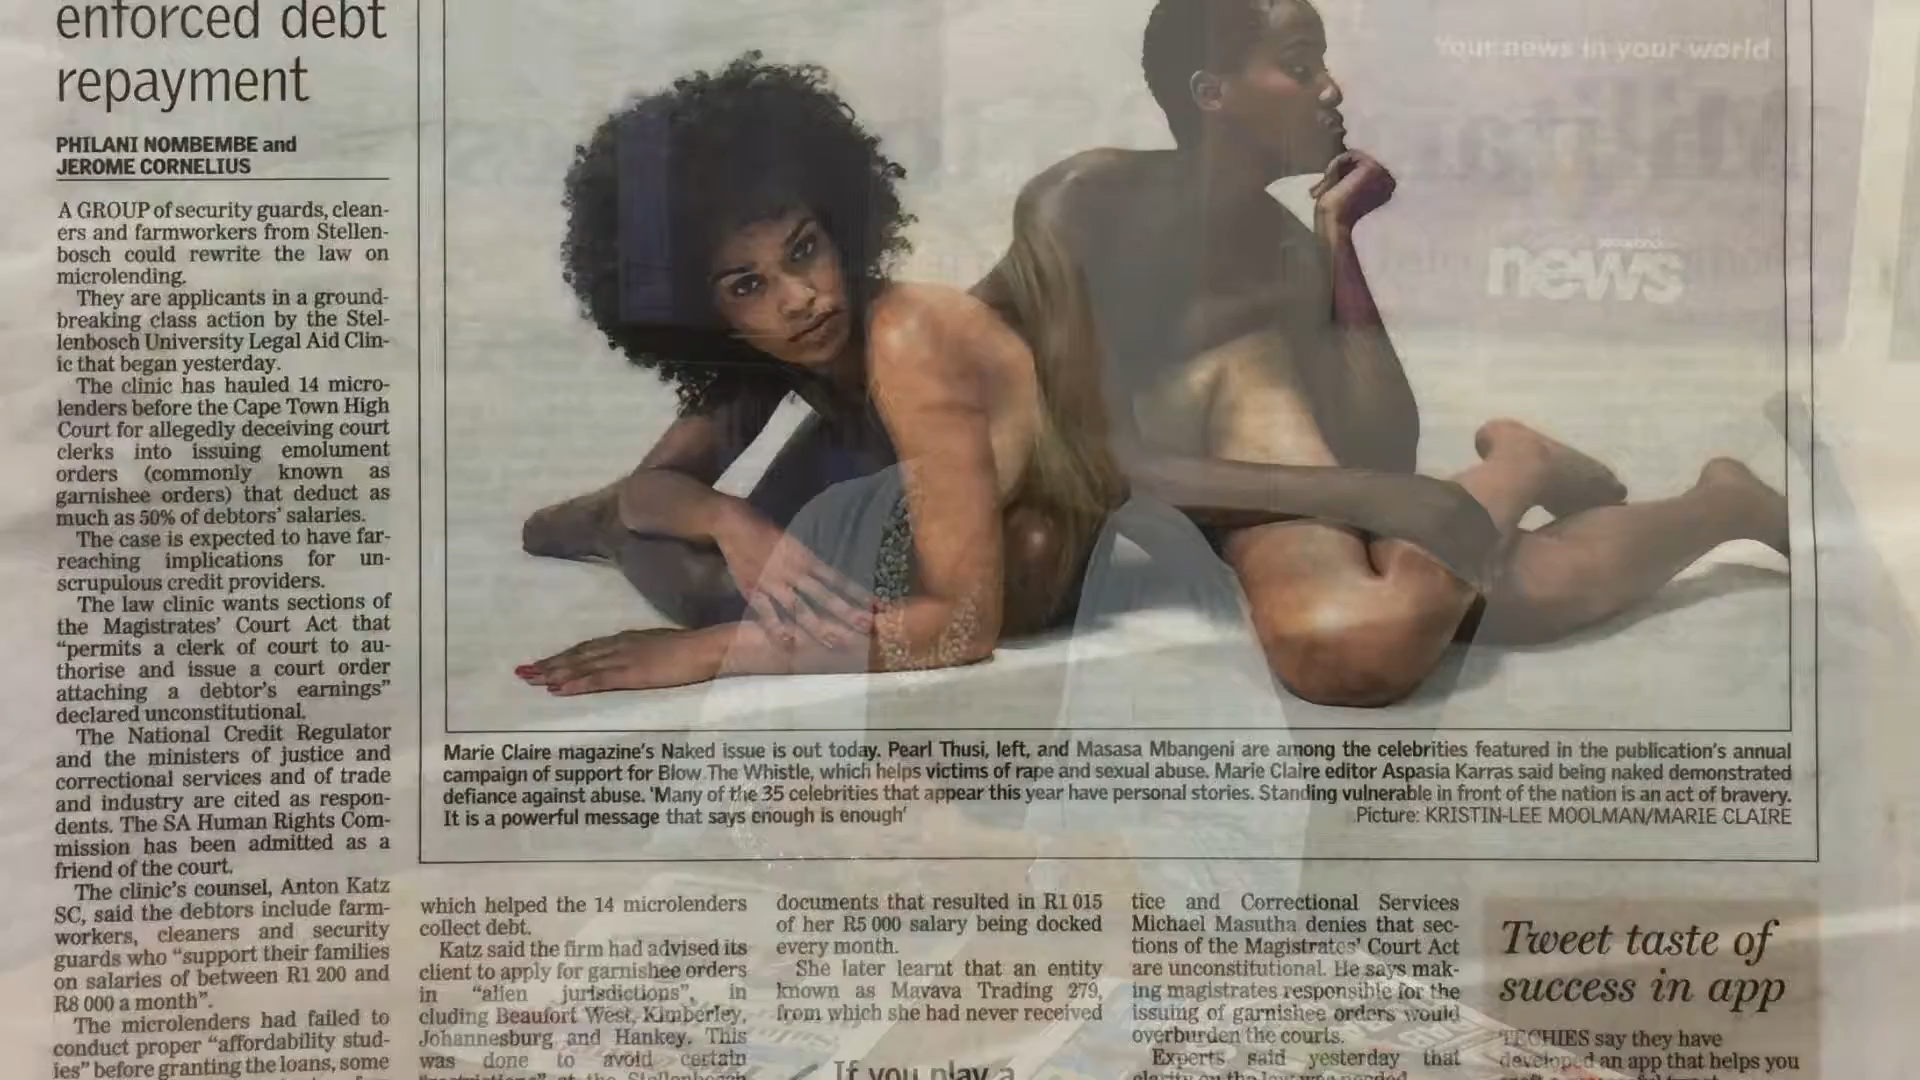 enforced debt
repayment
PHILANI NOMBEMBE and
JEROME CORNELIUS
A GROUP of security guards, clean-
ers and farmworkers from Stellen-
bosch could rewrite the law on
microlending.
They are applicants in a ground-
breaking class action by the Stel-
lenbosch University Legal Aid Clin-
ic that began yesterday.
The clinic has hauled 14 micro-
lenders before the Cape Town High
Court for allegedly deceiving court
clerks into issuing emolument
orders (commonly known as
garnishee orders) that deduct as
much as 50% of debtors' salaries.
The case is expected to have far-
reaching implications for un-
scrupulous credit providers.
The law clinic wants sections of
the Magistrates' Court Act that
"permits a clerk of court to au-
thorise and issue a court order
attaching a debtor's earnings"
declared unconstitutional.
The National Credit Regulator
and the ministers of justice and
correctional services and of trade
and industry are cited as respon-
dents. The SA Human Rights Com-
mission has been admitted as a
friend of the court.
The clinic's counsel, Anton Katz
SC, said the debtors include farm-
workers, cleaners and security
guards who "support their families
on salaries of between R1 200 and
R8 000 a month".
The microlenders had failed to
conduct proper "affordability stud-
ies" before granting the loans, some
Your news in your world
news
Marie Claire magazine's Naked issue is out today. Pearl Thusi, left, and Masasa Mbangeni are among the celebrities featured in the publication's annual
campaign of support for Blow The Whistle, which helps victims of rape and sexual abuse. Marie Claire editor Aspasia Karras said being naked demonstrated
defiance against abuse. 'Many of the 35 celebrities that appear this year have personal stories. Standing vulnerable in front of the nation is an act of bravery.
It is a powerful message that says enough is enough'
Picture: KRISTIN-LEE MOOLMAN/MARIE CLAIRE
which helped the 14 microlenders
collect debt.
Katz said the firm had advised its
client to apply for garnishee orders
in "alien jurisdictions", in
cluding Beaufort West, Kimberley,
Johannesburg and Hankey. This
was done to avoid certain
documents that resulted in R1 015
of her R5 000 salary being docked
every month.
She later learnt that an entity
known as Mavava Trading 279,
from which she had never received
If you play a
tice and Correctional Services
Michael Masutha denies that sec-
tions of the Magistrates' Court Act
are unconstitutional. He says mak-
ing magistrates responsible for the
issuing of garnishee orders would
overburden the courts.
Experts said yesterday that
Tweet taste of
success in app
TECHIES say they have
developed an app that helps you